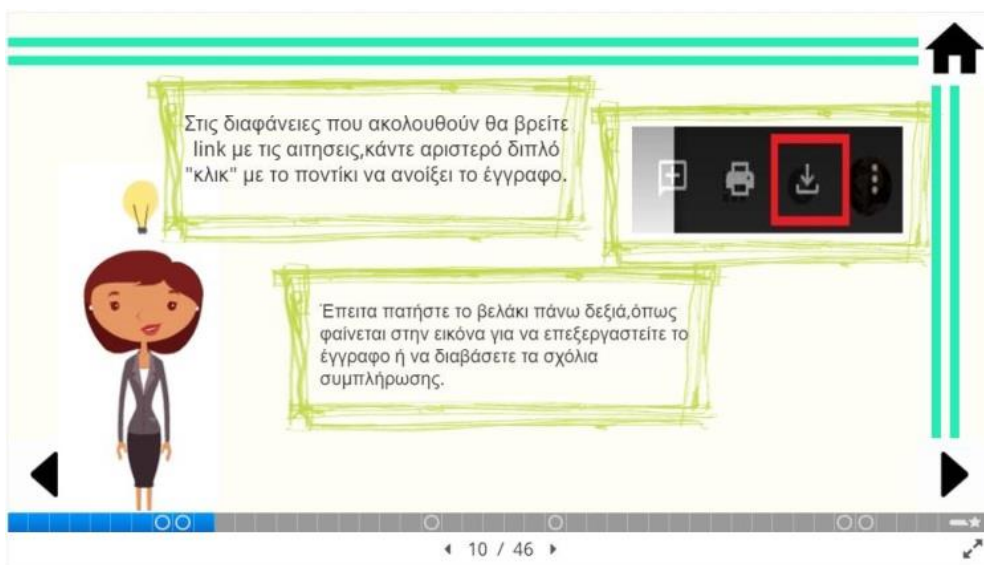 Στις διαφάνειες που ακολουθούν θα βρείτε
link με τις αιτησεις,κάντε αριστερό διπλό
"κλικ" με το ποντίκι να ανοίξει το έγγραφο.
Έπειτα πατήστε το βελάκι πάνω δεξιά,όπως
φαίνεται στην εικόνα για να επεξεργαστείτε το
έγγραφο ή να διαβάσετε τα σχόλια
συμπλήρωσης.
10 / 46